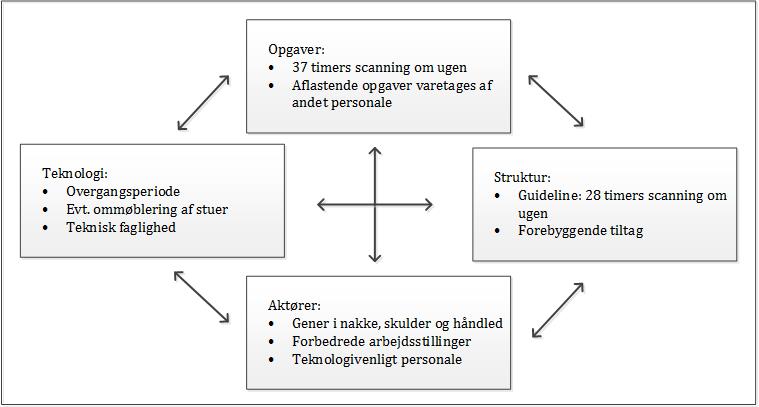 Opgaver:
• 37 timers scanning om ugen
• Aflastende opgaver varetages af
andet personale
Teknologi:
• Overgangsperiode
• Evt. ommøblering af stuer
• Teknisk faglighed
Struktur:
• Guideline: 28 timers scanning om
ugen
• Forebyggende tiltag
Aktører:
• Gener i nakke, skulder og håndled
• Forbedrede arbejdsstillinger
• Teknologivenligt personale